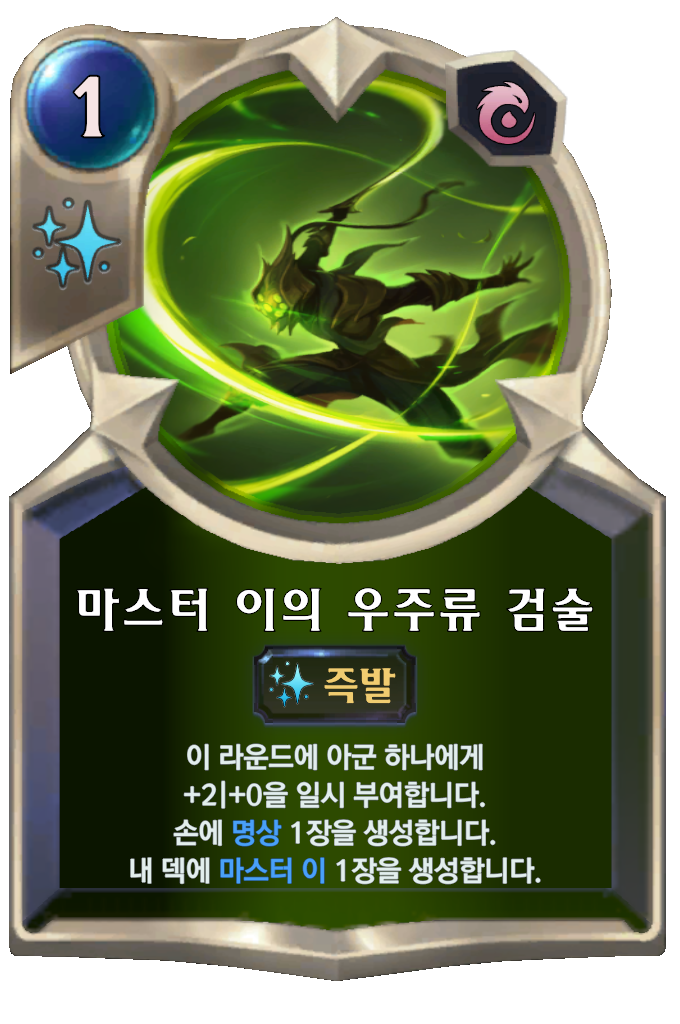 1
마스터 이의 우주류 검술
즉발
이 라운드에 아군 하나에게
+2|+0을 일시 부여합니다.
손에 명상 1장을 생성합니다.
내 덱에 마스터 이 1장을 생성합니다.